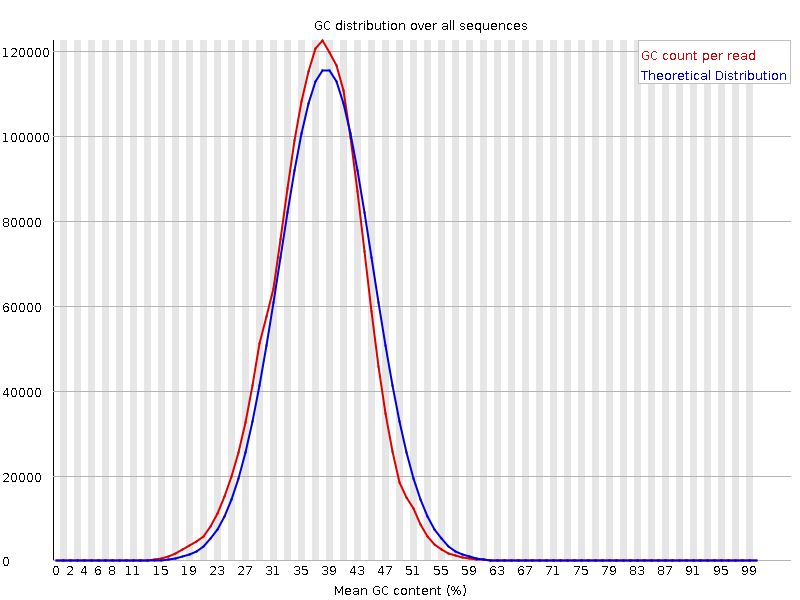 GC distribution over all sequences
GC count per read
Theoretical Distribution
120000
100000
80000
60000
40000
20000
0
0 2 4 6 8 11 15 19 23 27 31 35 39 43 47 51 55 59 63 67 71 75 79 83 87 91 95 99
Mean GC content (%)